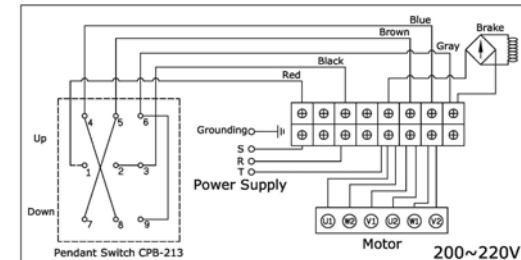 Blue
Brown
Brake
Gray
Black
Red
4 5 6
Up
Grounding
1 2 3
S
R
T
Power Supply
Down
7 8 9
U1 W2 V1 U2 W1 V2
Motor
Pendant Switch CPB-213
200~220V